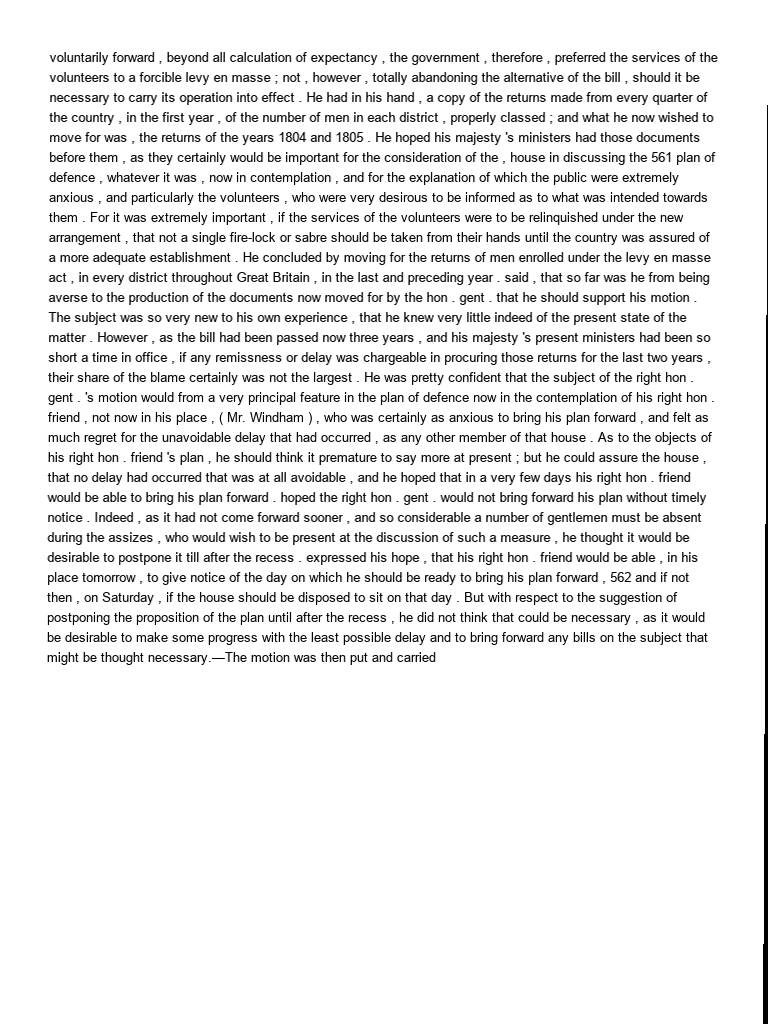 voluntarily forward , beyond all calculation of expectancy , the government , therefore , preferred the services of the
volunteers to a forcible levy en masse ; not , however , totally abandoning the alternative of the bill , should it be
necessary to carry its operation into effect . He had in his hand , a copy of the returns made from every quarter of
the country , in the first year , of the number of men in each district , properly classed ; and what he now wished to
move for was , the returns of the years 1804 and 1805 . He hoped his majesty 's ministers had those documents
before them , as they certainly would be important for the consideration of the , house in discussing the 561 plan of
defence , whatever it was , now in contemplation , and for the explanation of which the public were extremely
anxious , and particularly the volunteers , who were very desirous to be informed as to what was intended towards
them . For it was extremely important , if the services of the volunteers were to be relinquished under the new
arrangement , that not a single fire-lock or sabre should be taken from their hands until the country was assured of
a more adequate establishment . He concluded by moving for the returns of men enrolled under the levy en masse
act , in every district throughout Great Britain , in the last and preceding year . said , that so far was he from being
averse to the production of the documents now moved for by the hon . gent . that he should support his motion .
The subject was so very new to his own experience , that he knew very little indeed of the present state of the
matter . However , as the bill had been passed now three years , and his majesty 's present ministers had been so
short a time in office , if any remissness or delay was chargeable in procuring those returns for the last two years ,
their share of the blame certainly was not the largest . He was pretty confident that the subject of the right hon .
gent . 's motion would from a very principal feature in the plan of defence now in the contemplation of his right hon .
friend , not now in his place , ( Mr. Windham ) , who was certainly as anxious to bring his plan forward , and felt as
much regret for the unavoidable delay that had occurred , as any other member of that house . As to the objects of
his right hon . friend 's plan , he should think it premature to say more at present ; but he could assure the house ,
that no delay had occurred that was at all avoidable , and he hoped that in a very few days his right hon . friend
would be able to bring his plan forward . hoped the right hon . gent . would not bring forward his plan without timely
notice . Indeed , as it had not come forward sooner , and so considerable a number of gentlemen must be absent
during the assizes , who would wish to be present at the discussion of such a measure , he thought it would be
desirable to postpone it till after the recess . expressed his hope , that his right hon . friend would be able , in his
place tomorrow , to give notice of the day on which he should be ready to bring his plan forward , 562 and if not
then , on Saturday , if the house should be disposed to sit on that day . But with respect to the suggestion of
postponing the proposition of the plan until after the recess , he did not think that could be necessary , as it would
be desirable to make some progress with the least possible delay and to bring forward any bills on the subject that
might be thought necessary.—The motion was then put and carried